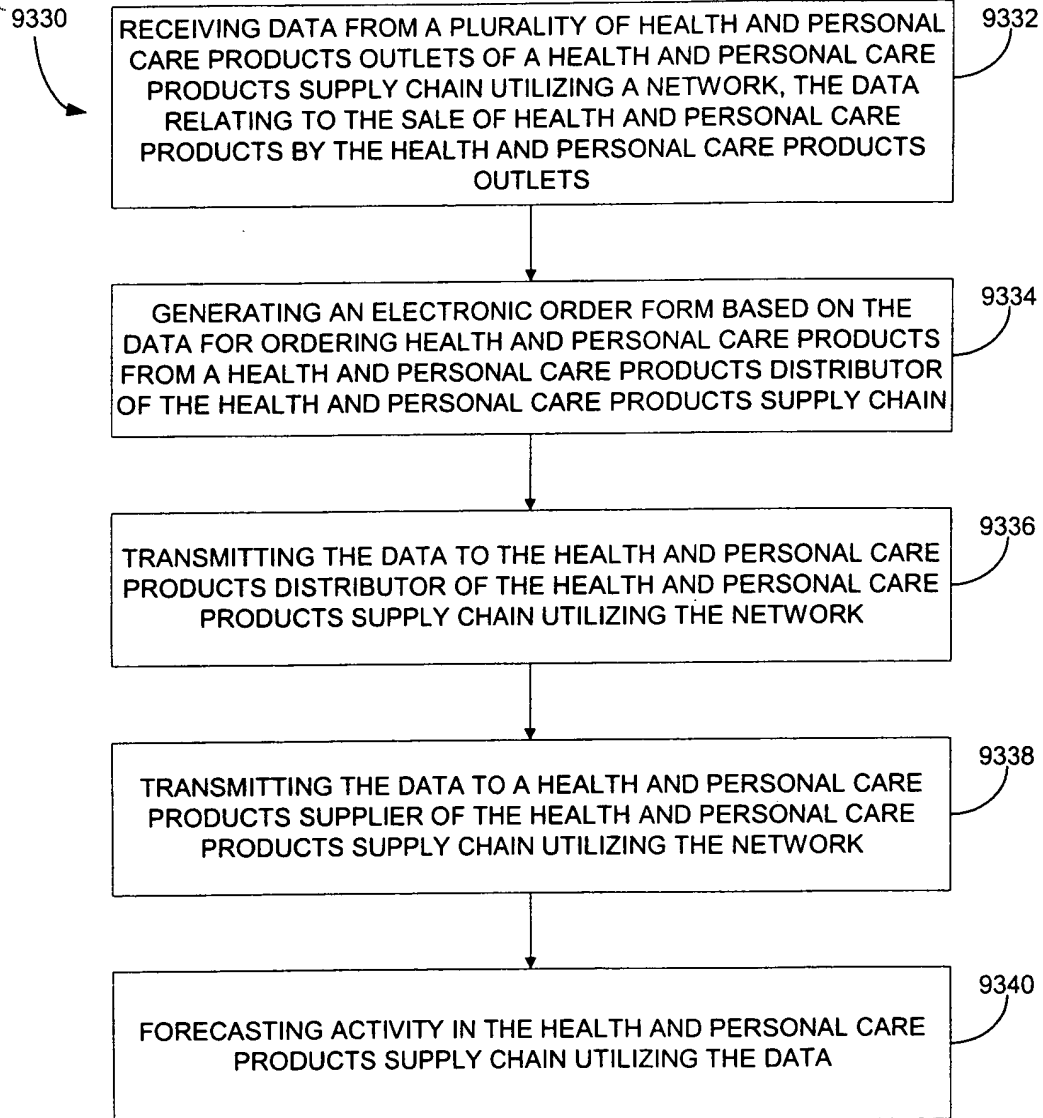 9330
RECEIVING DATA FROM A PLURALITY OF HEALTH AND PERSONAL
CARE PRODUCTS OUTLETS OF A HEALTH AND PERSONAL CARE
PRODUCTS SUPPLY CHAIN UTILIZING A NETWORK, THE DATA
RELATING TO THE SALE OF HEALTH AND PERSONAL CARE
PRODUCTS BY THE HEALTH AND PERSONAL CARE PRODUCTS
OUTLETS
9332
GENERATING AN ELECTRONIC ORDER FORM BASED ON THE
DATA FOR ORDERING HEALTH AND PERSONAL CARE PRODUCTS
FROM A HEALTH AND PERSONAL CARE PRODUCTS DISTRIBUTOR
OF THE HEALTH AND PERSONAL CARE PRODUCTS SUPPLY CHAIN
9334
TRANSMITTING THE DATA TO THE HEALTH AND PERSONAL CARE
PRODUCTS DISTRIBUTOR OF THE HEALTH AND PERSONAL CARE
PRODUCTS SUPPLY CHAIN UTILIZING THE NETWORK
9336
TRANSMITTING THE DATA TO A HEALTH AND PERSONAL CARE
PRODUCTS SUPPLIER OF THE HEALTH AND PERSONAL CARE
PRODUCTS SUPPLY CHAIN UTILIZING THE NETWORK
9338
FORECASTING ACTIVITY IN THE HEALTH AND PERSONAL CARE
PRODUCTS SUPPLY CHAIN UTILIZING THE DATA
9340